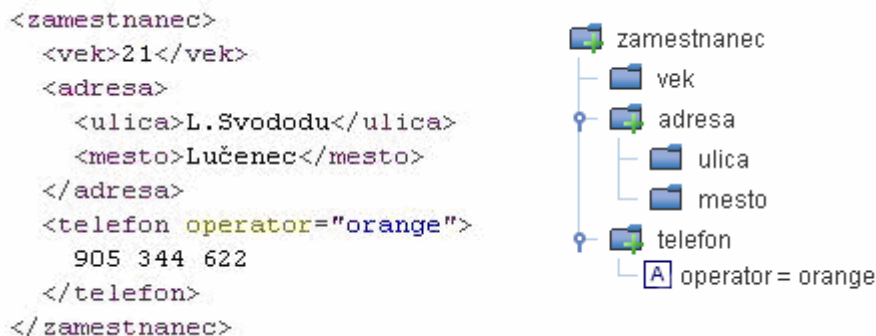 <zamestnanec>
<vek>21</vek>
<adresa>
<ulica>L.Svododu</ulica>
<mesto>Lučenec</mesto>
</adresa>
<telefon operator="orange">
905 344 622
</telefon>
</zamestnanec>
zamestnanec
vek
adresa
ulica
mesto
telefon
A operator = orange